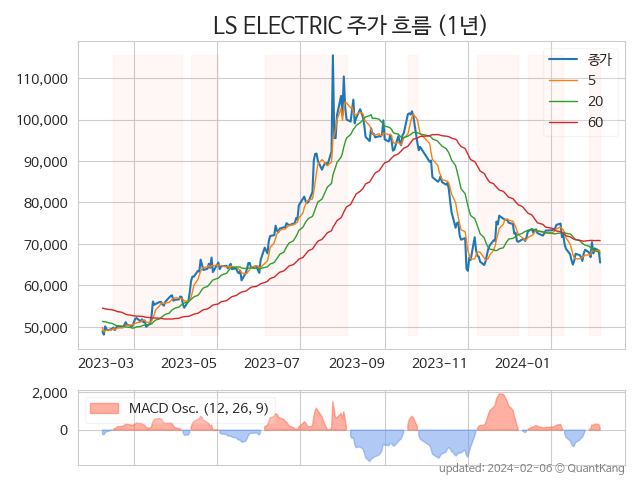 LS ELECTRIC 주가 흐름 (1년)
종가
5
20
60
110,000
100,000
90,000
80,000
70,000
60,000
50,000
2023-03 2023-05 2023-07 2023-09 2023-11 2024-01
2,000
MACD Osc. (12, 26, 9)
0
updated: 2024-02-06 © QuantKang